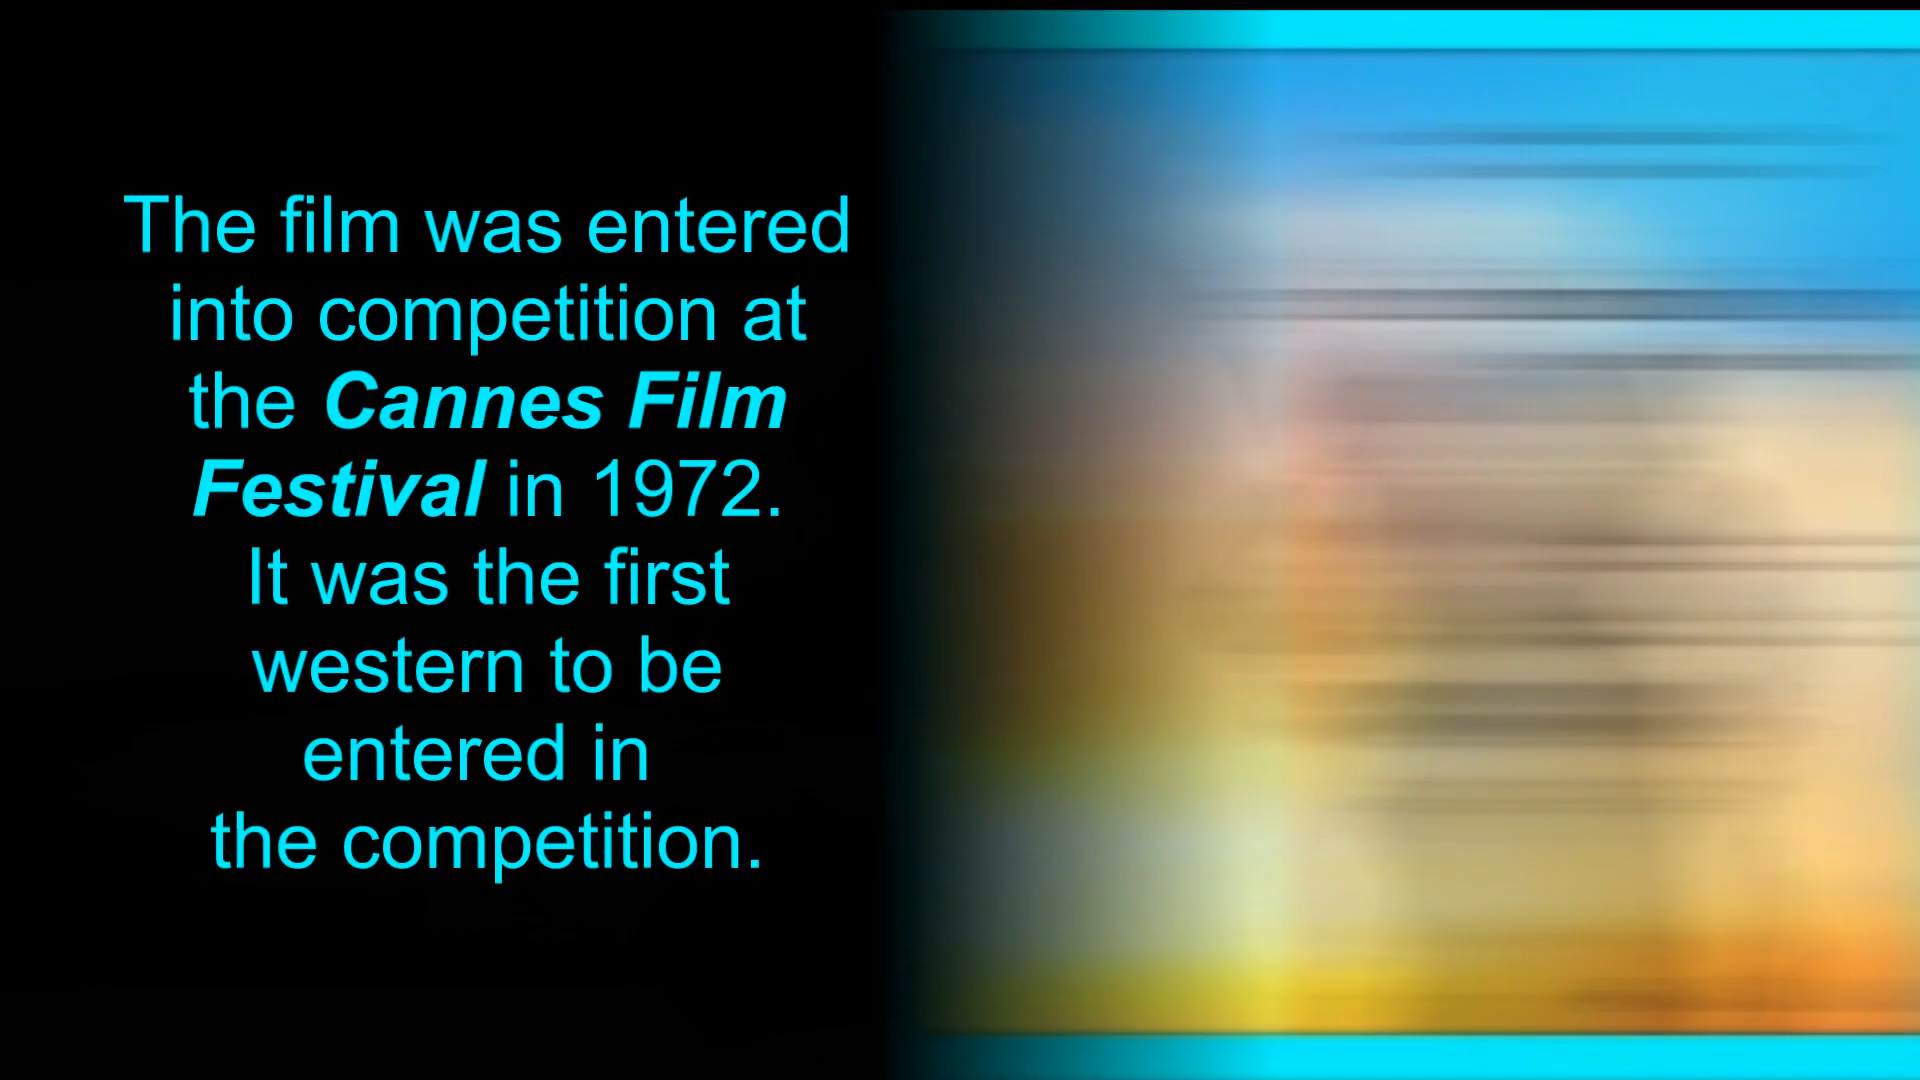 The film was entered
into competition at
the Cannes Film
Festival in 1972.
It was the first
western to be
entered in
the competition.